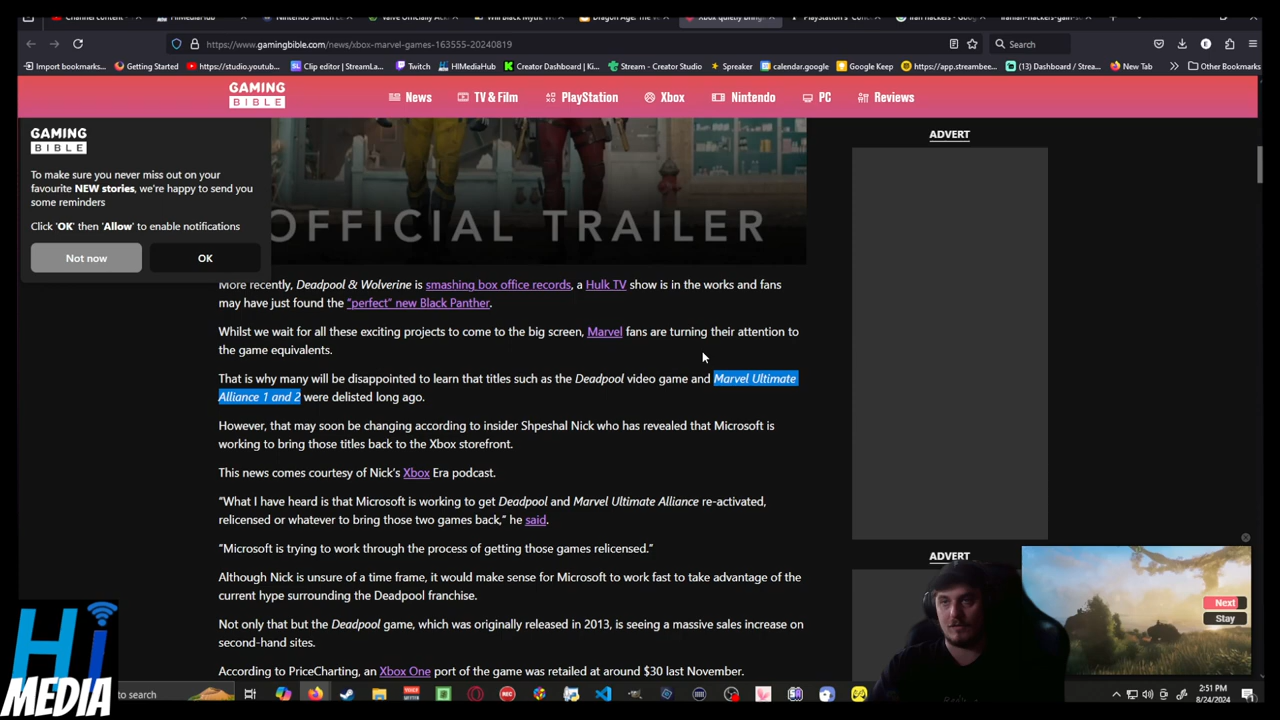 Nintendo Switch
Valve Officially Ac
Dragon Age: The
https://www.gamingbible.com/news/xbox-marvel-games-163555-20240819
Search
Import bookmarks...
Getting Started
https://studio.youtube...
Clip editor | StreamLa...
Twitch
HIMediaHub
Creator Dashboard | Ki...
Stream - Creator Studio
Spreaker
calendar.google
Google Keep
https://app.streambee...
(13) Dashboard / Strea...
New Tab
Other Bookmarks
GAMING
BIBLE
News
TV & Film
PlayStation
Xbox
Nintendo
PC
Reviews
GAMING
BIBLE
To make sure you never miss out on your
favourite NEW stories, we're happy to send you
some reminders
Click 'OK' then 'Allow' to enable notifications
Not now
OK
OFFICIAL TRAILER
ADVERT
More recently, Deadpool & Wolverine is smashing box office records, a Hulk TV show is in the works and fans
may have just found the "perfect" new Black Panther.
Whilst we wait for all these exciting projects to come to the big screen, Marvel fans are turning their attention to
the game equivalents.
That is why many will be disappointed to learn that titles such as the Deadpool video game and Marvel Ultimate
Alliance 1 and 2 were delisted long ago.
However, that may soon be changing according to insider Shpeshal Nick who has revealed that Microsoft is
working to bring those titles back to the Xbox storefront.
This news comes courtesy of Nick's Xbox Era podcast.
"What I have heard is that Microsoft is working to get Deadpool and Marvel Ultimate Alliance re-activated,
relicensed or whatever to bring those two games back," he said.
"Microsoft is trying to work through the process of getting those games relicensed."
Although Nick is unsure of a time frame, it would make sense for Microsoft to work fast to take advantage of the
current hype surrounding the Deadpool franchise.
Not only that but the Deadpool game, which was originally released in 2013, is seeing a massive sales increase on
second-hand sites.
According to PriceCharting, an Xbox One port of the game was retailed at around $30 last November.
ADVERT
Next
Stay
Hi
MEDIA
to search
REC
2:51 PM
8/24/2024